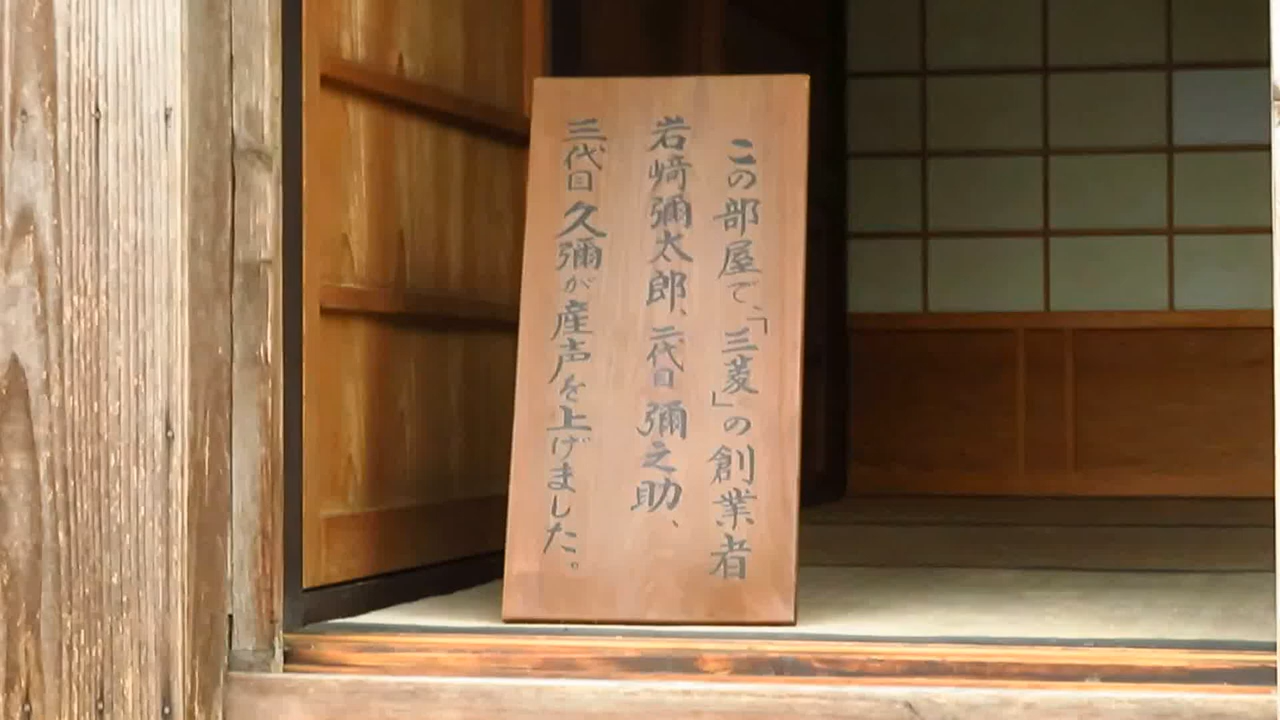 この部屋で、「三菱」の創業者
岩﨑彌太郎、二代目彌之助、
三代目久彌が産声を上げました。